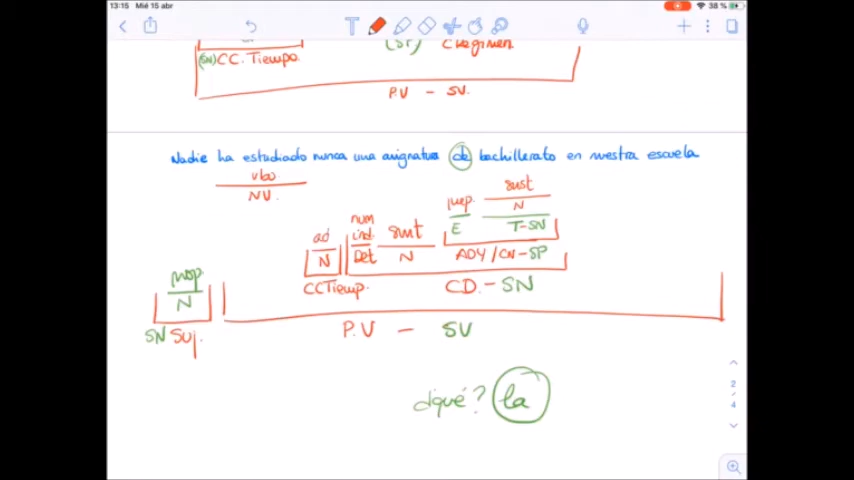 13:15 Mié 15 abr
38 %
T
(SN) CC. Tiempo
(SP) C Régimen
P.V - SV.
Nadie ha estudiado nunca una asignatura de bachillerato en nuestra escuela
vbo
NV.
sust
N
prep.
E
T-SN
num
ind.
Det
sust
N
ad
N
ADY/CN-SP
CCTiemp.
CD.-SN
N
SN Suj.
P.V - SV
¿qué? la
2
4